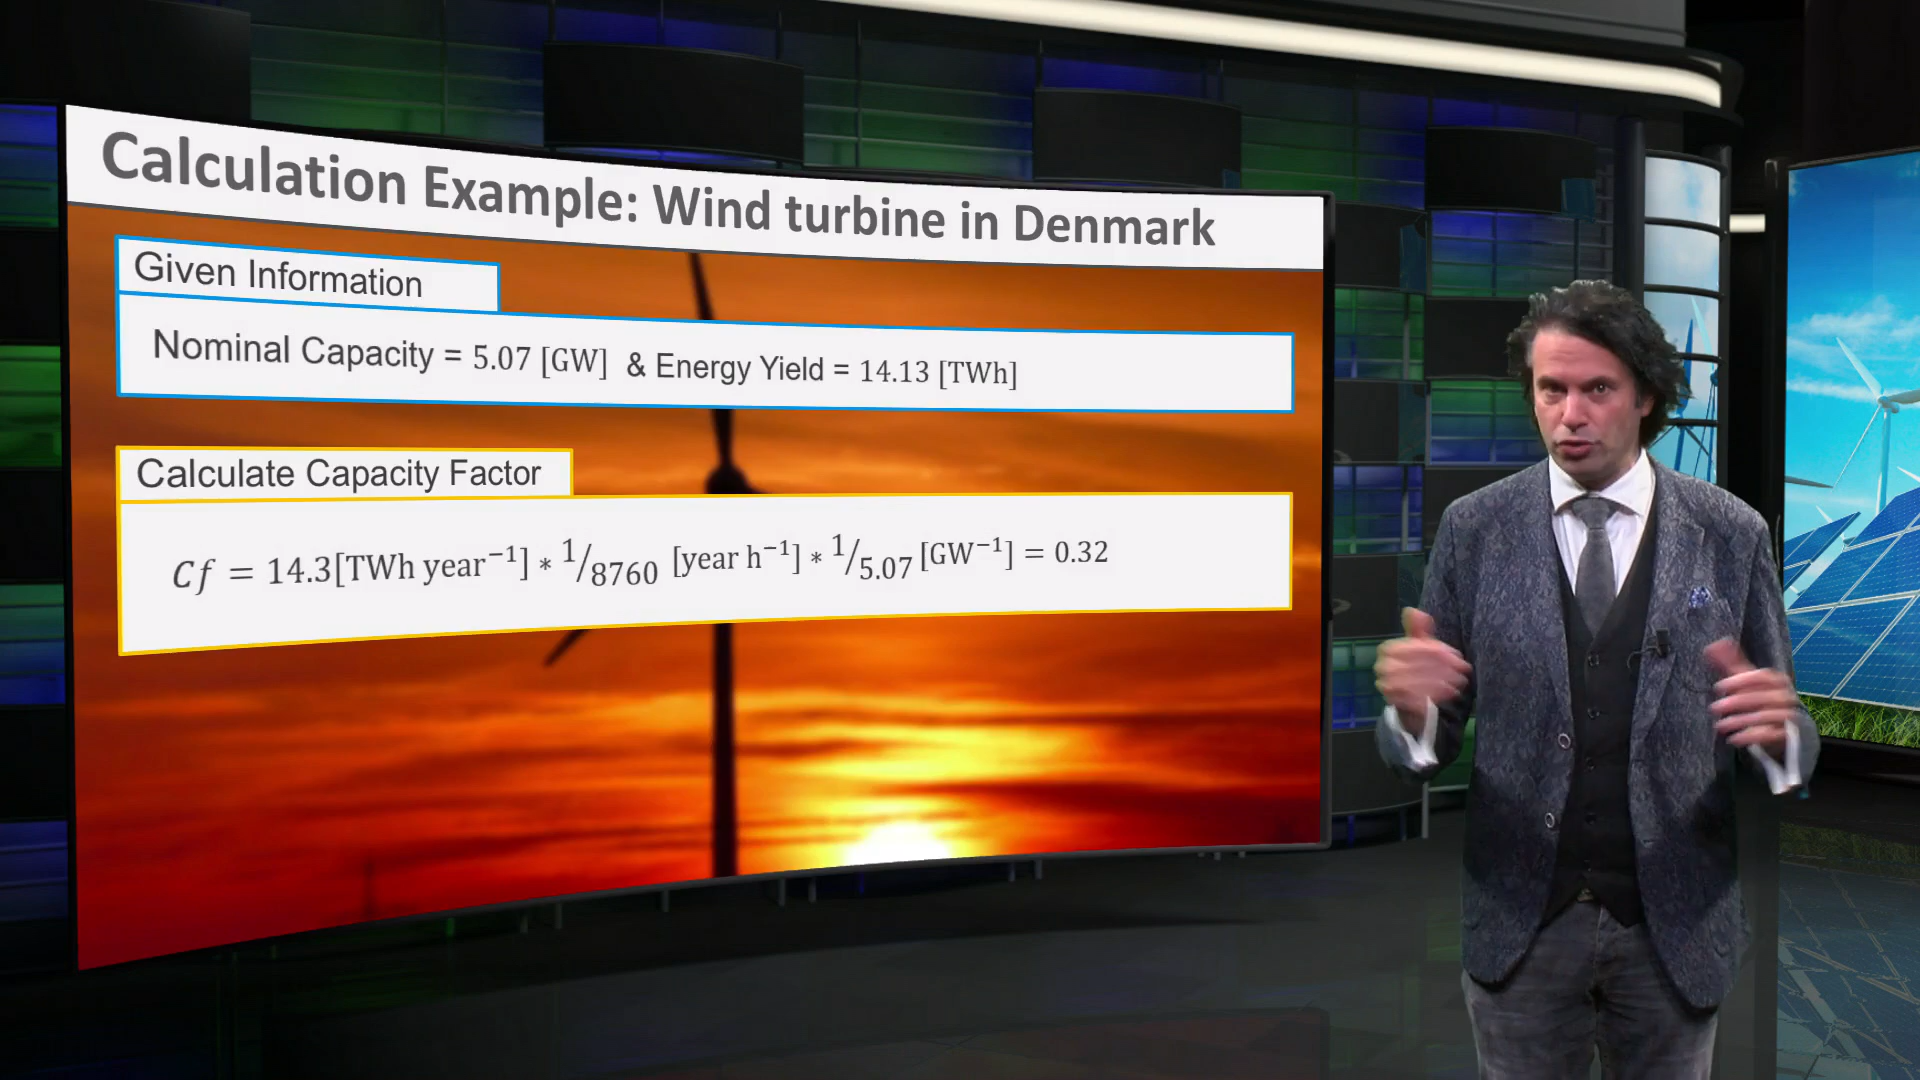 Calculation Example: Wind turbine in Denmark
Given Information
Nominal Capacity = 5.07 [GW] & Energy Yield = 14.13 [TWh]
Calculate Capacity Factor
Cf = 14.3[TWh year⁻¹] * 1/8760 [year h⁻¹] * 1/5.07 [GW⁻¹] = 0.32